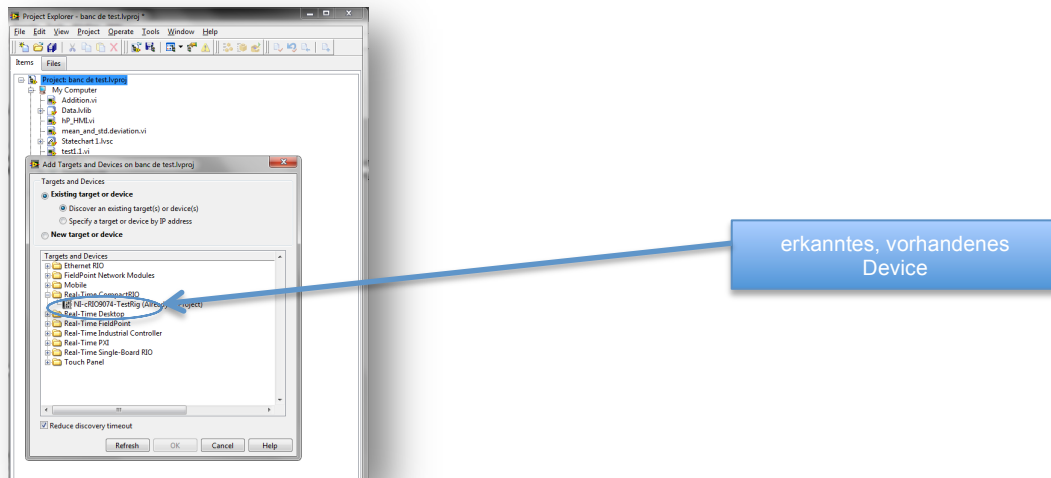 Project Explorer - banc de test.lvproj *
File Edit View Project Operate Tools Window Help
Items Files
Project: banc de test.lvproj
My Computer
Addition.vi
Data.lvlib
hP_HMI.vi
mean_and_std.deviation.vi
Statechart 1.lvsc
test1.1.vi
Add Targets and Devices on banc de test.lvproj
Targets and Devices
Existing target or device
Discover an existing target(s) or device(s)
Specify a target or device by IP address
New target or device
Targets and Devices
Ethernet RIO
FieldPoint Network Modules
Mobile
Real-Time CompactRIO
NI-cRIO9074-TestRig (Already Project)
Real-Time Desktop
Real-Time FieldPoint
Real-Time Industrial Controller
Real-Time PXI
Real-Time Single-Board RIO
Touch Panel
Reduce discovery timeout
Refresh OK Cancel Help
erkanntes, vorhandenes
Device